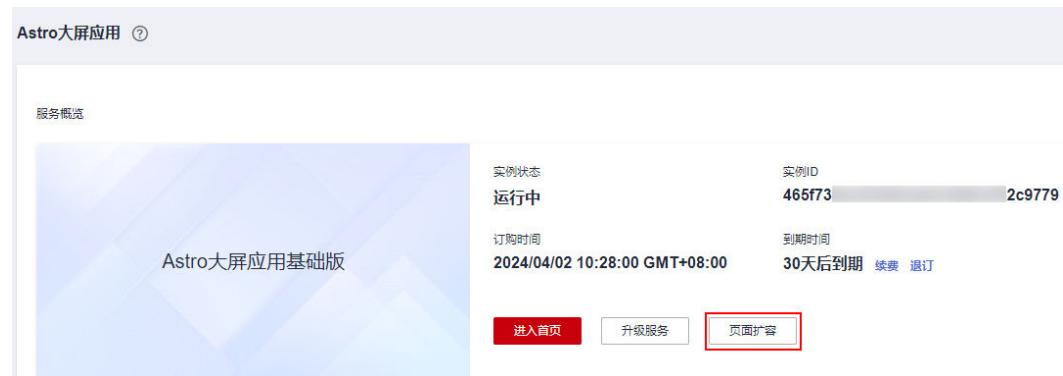 Astro大屏应用 ?
服务概览
Astro大屏应用基础版
实例状态
运行中
实例ID
465f73 2c9779
订购时间
2024/04/02 10:28:00 GMT+08:00
到期时间
30天后到期 续费 退订
进入首页 升级服务 页面扩容